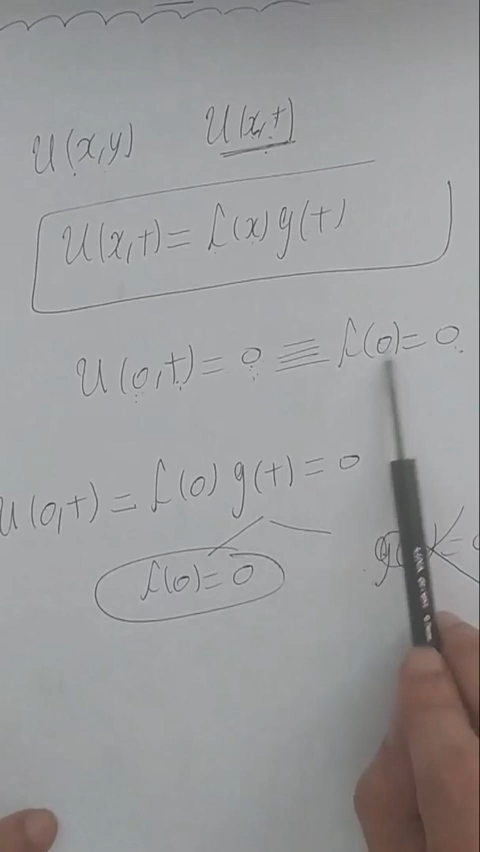 u(x,y) u(x,t)
u(x,t) = f(x) g(t)
u(0,t) = 0 ≡ f(0) = 0
u(0,t) = f(0) g(t) = 0
f(0) = 0